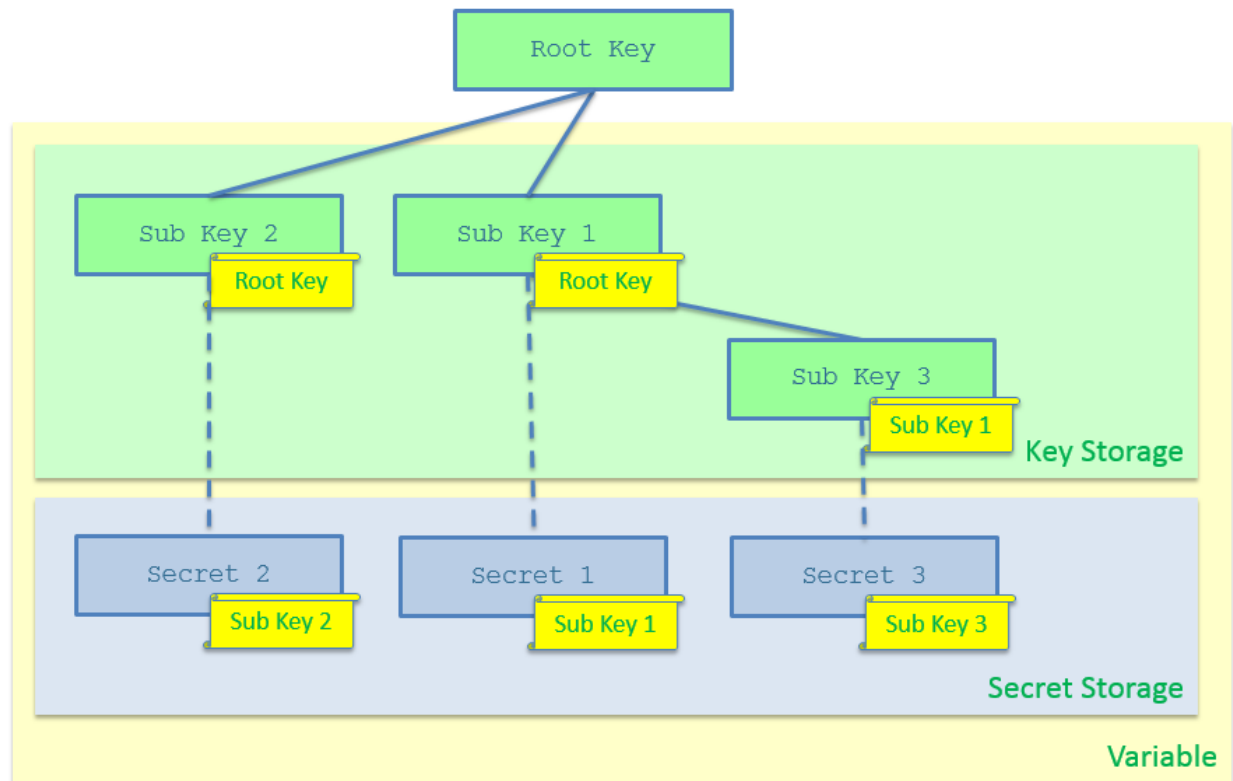 Root Key
Sub Key 2
Sub Key 1
Root Key
Root Key
Sub Key 3
Sub Key 1
Key Storage
Secret 2
Secret 1
Secret 3
Sub Key 2
Sub Key 1
Sub Key 3
Secret Storage
Variable